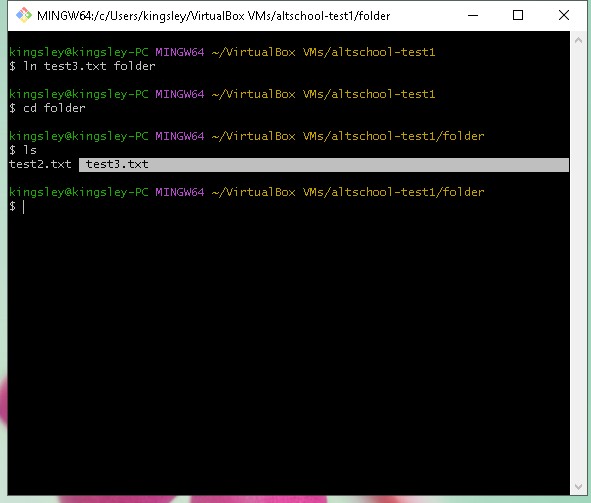 MINGW64:/c/Users/kingsley/VirtualBox VMs/altschool-test1/folder
kingsley@kingsley-PC MINGW64 ~/VirtualBox VMs/altschool-test1
$ ln test3.txt folder
kingsley@kingsley-PC MINGW64 ~/VirtualBox VMs/altschool-test1
$ cd folder
kingsley@kingsley-PC MINGW64 ~/VirtualBox VMs/altschool-test1/folder
$ ls
test2.txt  test3.txt
kingsley@kingsley-PC MINGW64 ~/VirtualBox VMs/altschool-test1/folder
$